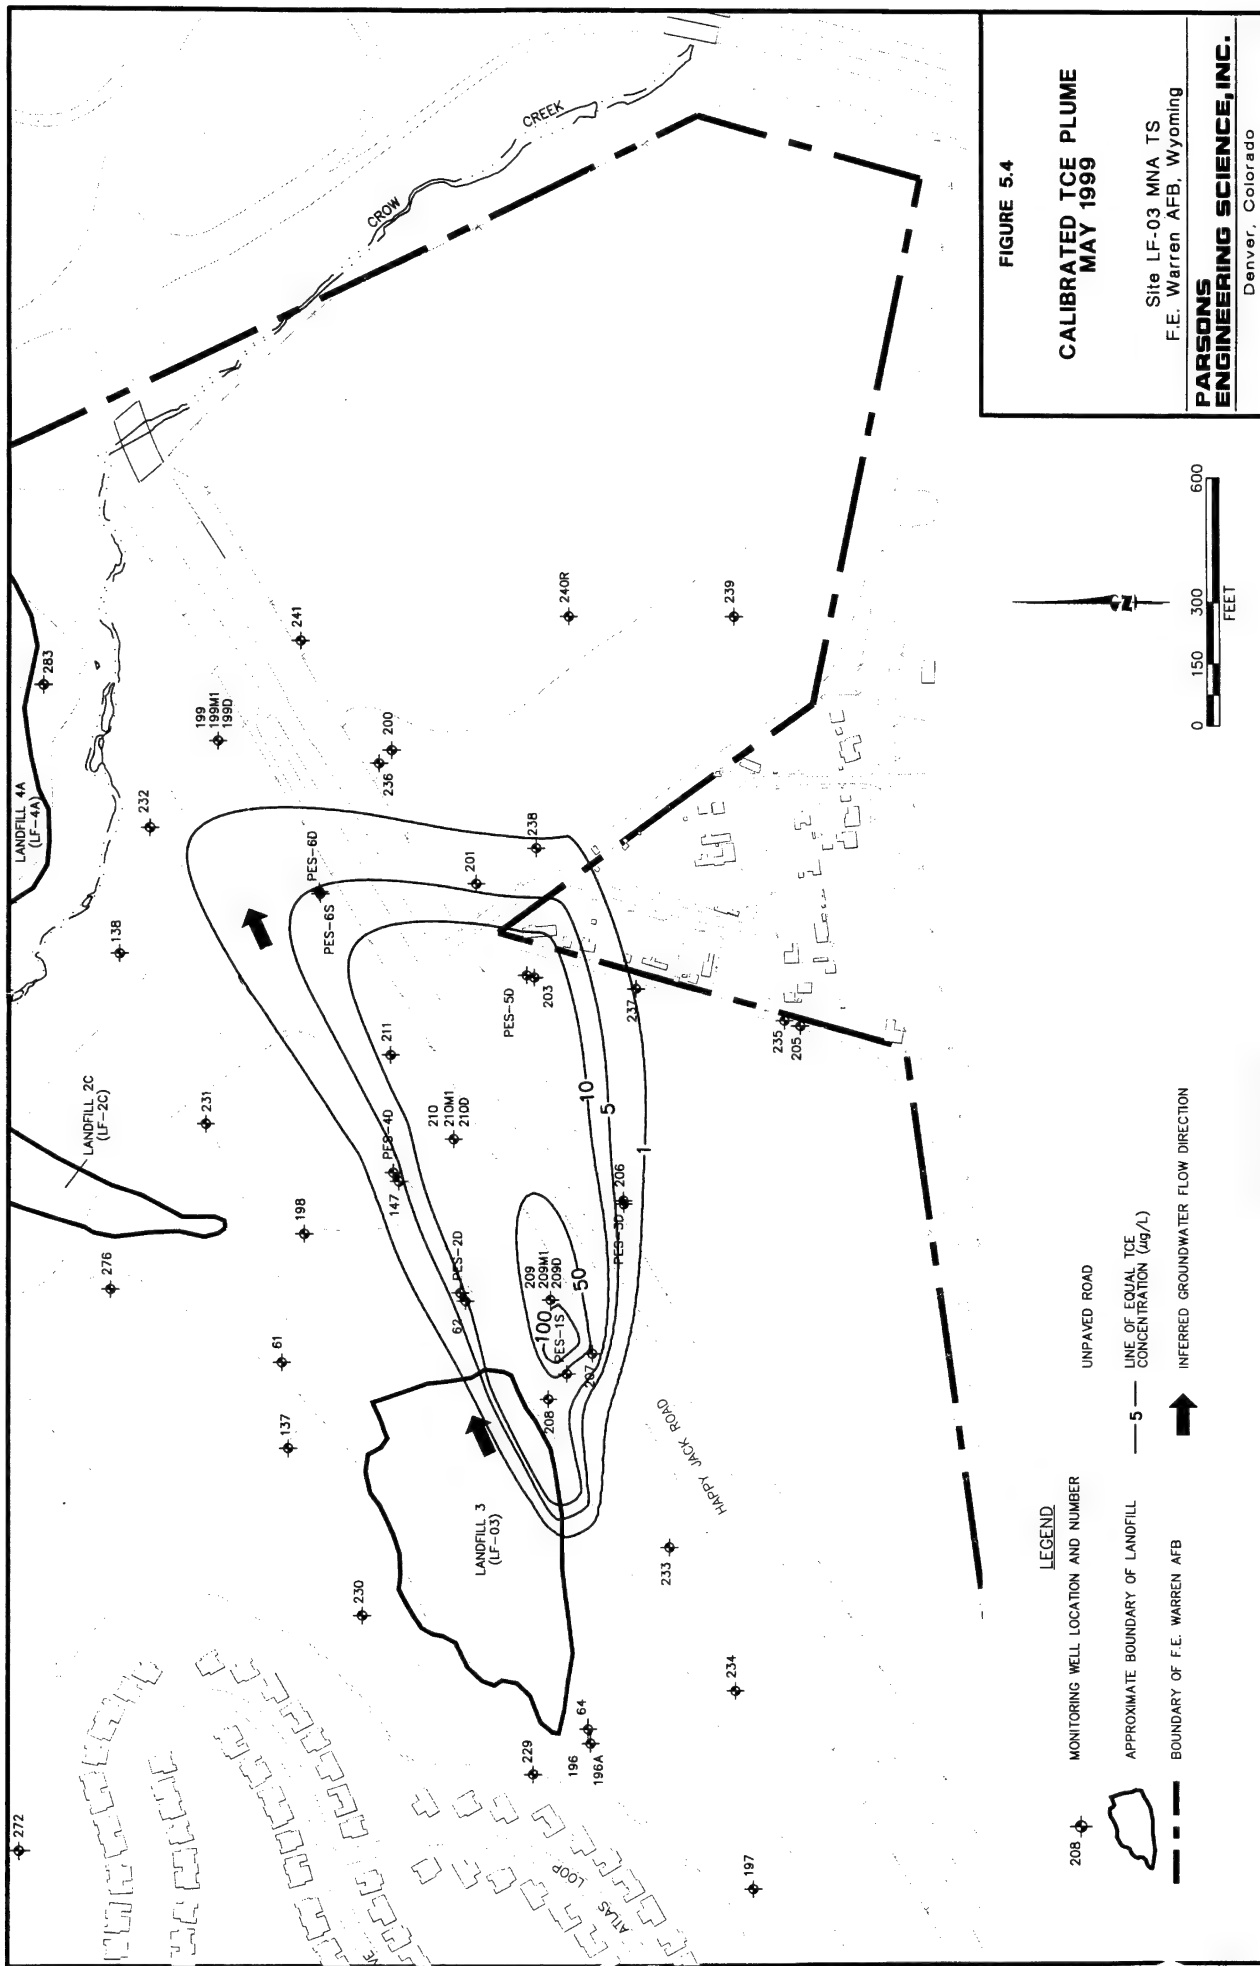 272
LANDFILL 4A
(LF-4A)
283
LANDFILL 2C
(LF-2C)
276
231
138
232
199
199M1
199D
241
CROW
CREEK
137
61
198
230
LANDFILL 3
(LF-03)
62
PES-2D
147
PES-4D
210
210M1
210D
211
PES-6S
PES-6D
236
200
201
238
240R
239
PES-5D
203
237
235
205
208
207
100
PES-1S
209
209M1
209D
50
PES-3D
206
10
5
1
229
196
196A
64
197
234
233
HAPPY JACK ROAD
ATLAS
LOOP
VE
LEGEND
208
MONITORING WELL LOCATION AND NUMBER
APPROXIMATE BOUNDARY OF LANDFILL
BOUNDARY OF F.E. WARREN AFB
UNPAVED ROAD
5
LINE OF EQUAL TCE
CONCENTRATION (µg/L)
INFERRED GROUNDWATER FLOW DIRECTION
N
0 150 300 600
FEET
FIGURE 5.4
CALIBRATED TCE PLUME
MAY 1999
Site LF-03 MNA TS
F.E. Warren AFB, Wyoming
PARSONS
ENGINEERING SCIENCE, INC.
Denver, Colorado